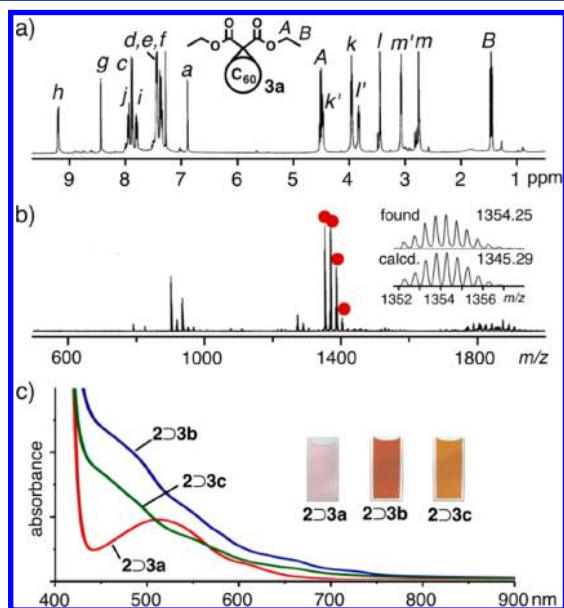 a)
O O A B
O O
C60 3a
h g j c i d,e,f a A k' k l' l m' m B
9 8 7 6 5 4 3 2 1 ppm
b)
found 1354.25
calcd. 1345.29
1352 1354 1356 m/z
600 1000 1400 1800 m/z
c)
absorbance
2⊃3b
2⊃3c
2⊃3a
2⊃3a 2⊃3b 2⊃3c
400 500 600 700 800 900 nm